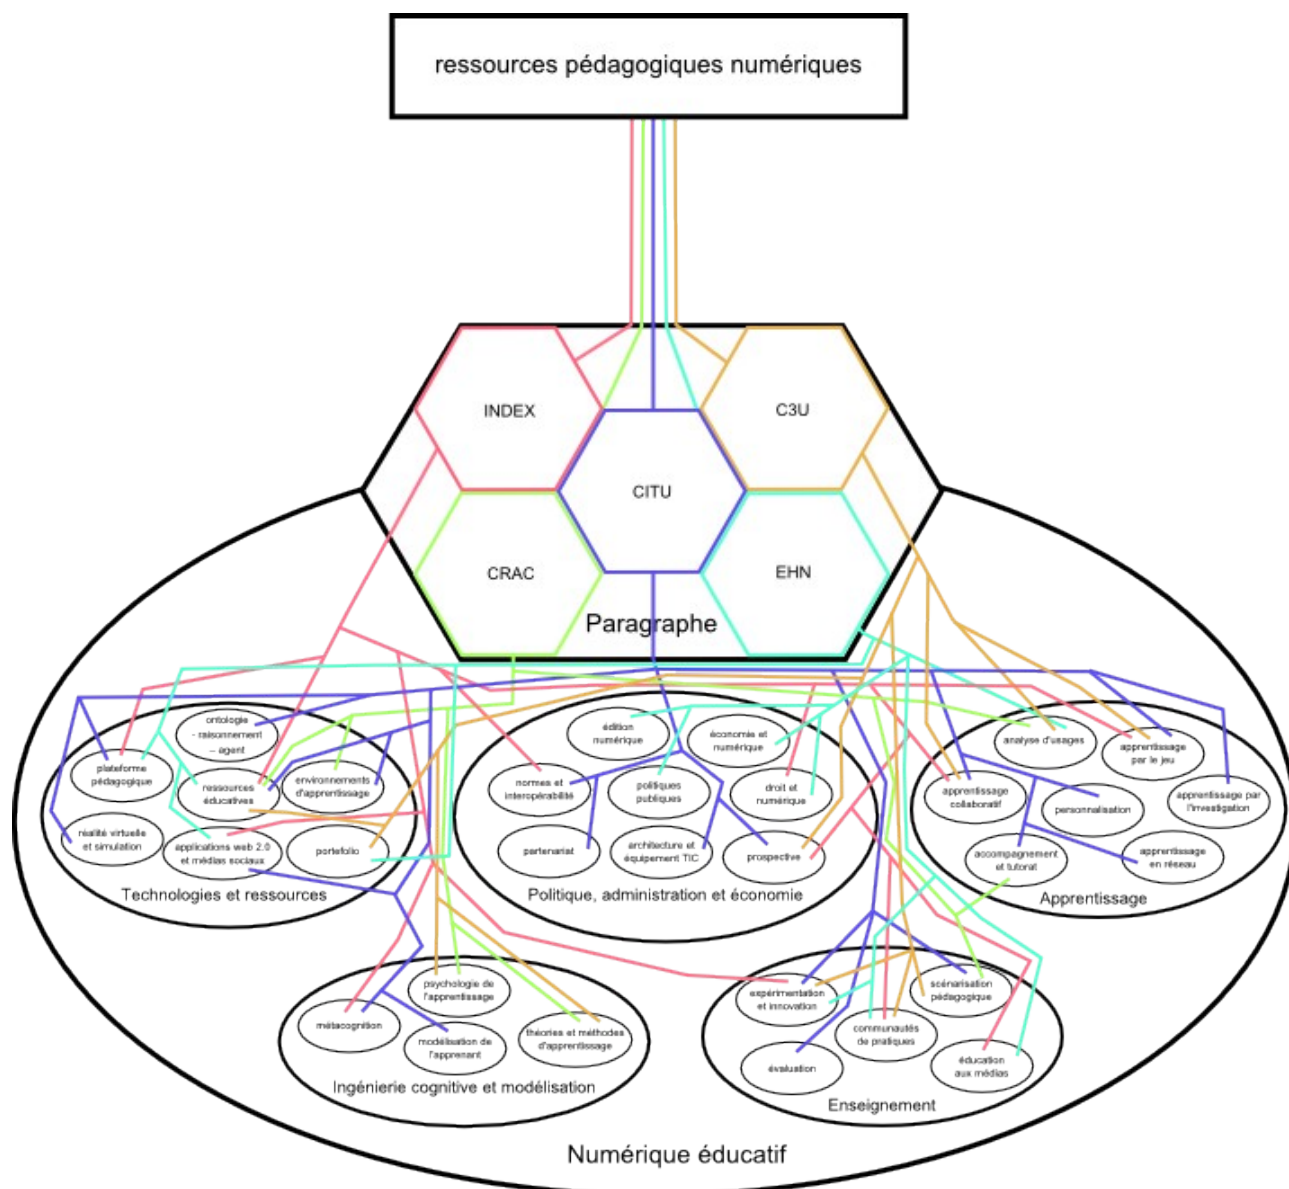 ressources pédagogiques numériques
INDEX
C3U
CITU
CRAC
EHN
Paragraphe
ontologie
- raisonnement
– agent
plateforme
pédagogique
ressources
éducatives
environnements
d'apprentissage
réalité virtuelle
et simulation
applications web 2.0
et médias sociaux
portefolio
Technologies et ressources
édition
numérique
économie et
numérique
normes et
interopérabilité
politiques
publiques
droit et
numérique
partenariat
architecture et
équipement TIC
prospective
Politique, administration et économie
analyse d'usages
apprentissage
par le jeu
apprentissage
collaboratif
personnalisation
apprentissage par
l'investigation
accompagnement
et tutorat
apprentissage
en réseau
Apprentissage
psychologie de
l'apprentissage
métacognition
modélisation de
l'apprenant
théories et méthodes
d'apprentissage
Ingénierie cognitive et modélisation
expérimentation
et innovation
scénarisation
pédagogique
communautés
de pratiques
évaluation
éducation
aux médias
Enseignement
Numérique éducatif